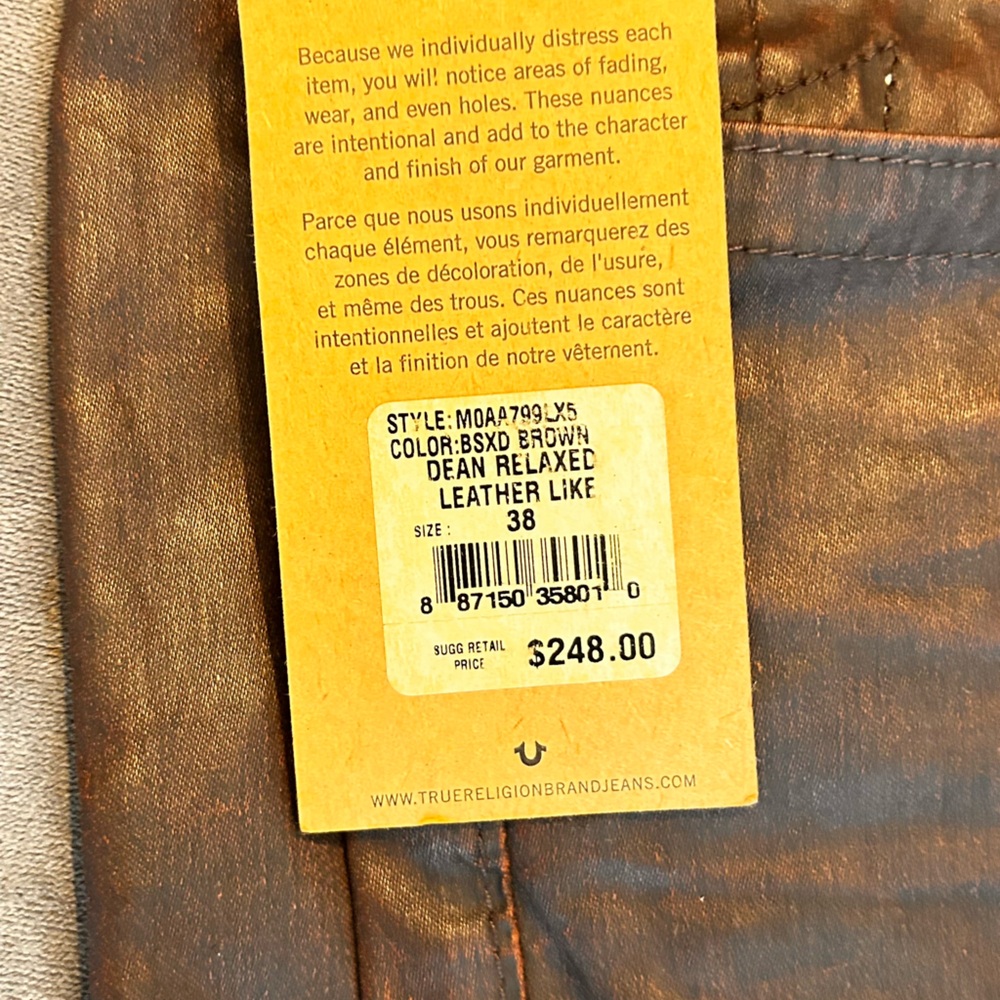 Because we individually distress each
item, you will notice areas of fading,
wear, and even holes. These nuances
are intentional and add to the character
and finish of our garment.
Parce que nous usons individuellement
chaque élément, vous remarquerez des
zones de décoloration, de l'usure,
et même des trous. Ces nuances sont
intentionnelles et ajoutent le caractère
et la finition de notre vêtement.
STYLE: M0AA799LX5
COLOR:BSXD BROWN
DEAN RELAXED
LEATHER LIKE
SIZE : 38
8 87150 35801 0
SUGG RETAIL
PRICE $248.00
WWW.TRUERELIGIONBRANDJEANS.COM